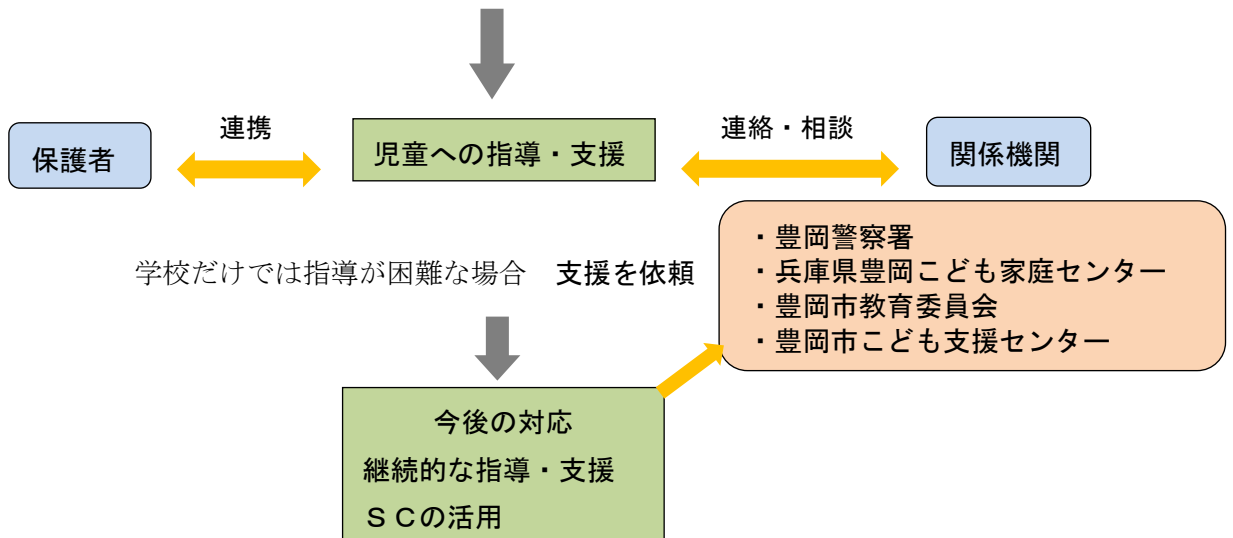 連携
連絡・相談
保護者
児童への指導・支援
関係機関
・豊岡警察署
・兵庫県豊岡こども家庭センター
・豊岡市教育委員会
・豊岡市こども支援センター
学校だけでは指導が困難な場合　支援を依頼
今後の対応
継続的な指導・支援
ＳＣの活用